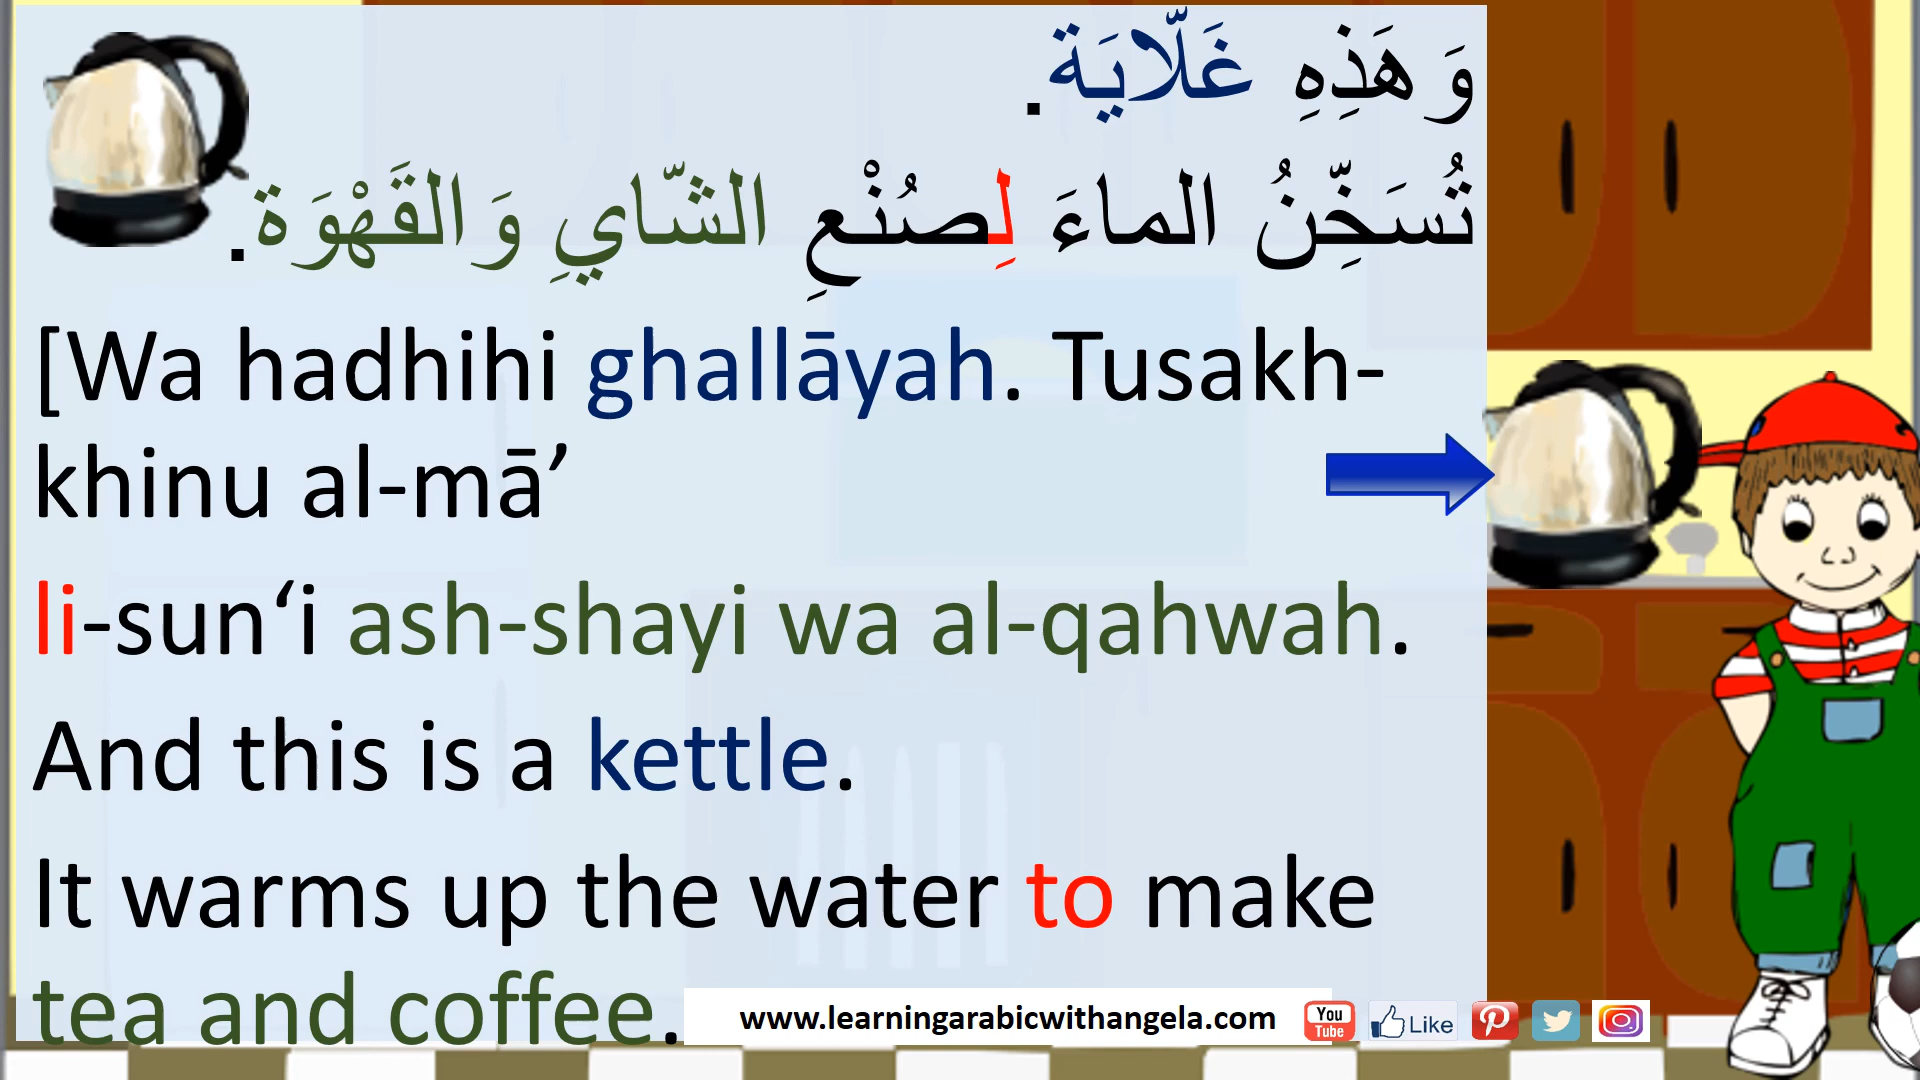 وَ هَذِهِ غَلّايَة.
تُسَخِّنُ الماءَ لِصُنْعِ الشّايِ وَ القَهْوَة.
[Wa hadhihi ghallāyah. Tusakh-
khinu al-mā’
li-sun‘i ash-shayi wa al-qahwah.
And this is a kettle.
It warms up the water to make
tea and coffee.
www.learningarabicwithangela.com
You
Tube
Like